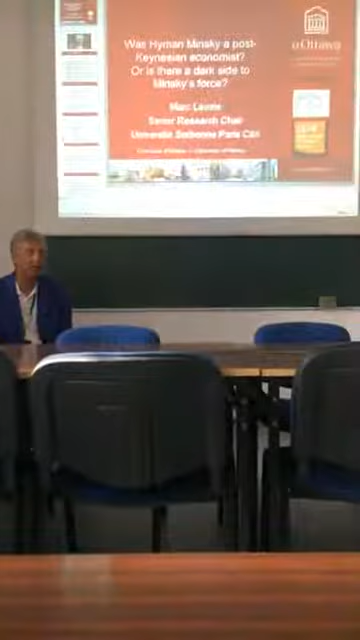 Was Hyman Minsky a post-
Keynesian economist?
Or is there a dark side to
Minsky's force?
Marc Lavoie
Senior Research Chair
Université Sorbonne Paris Cité
uOttawa